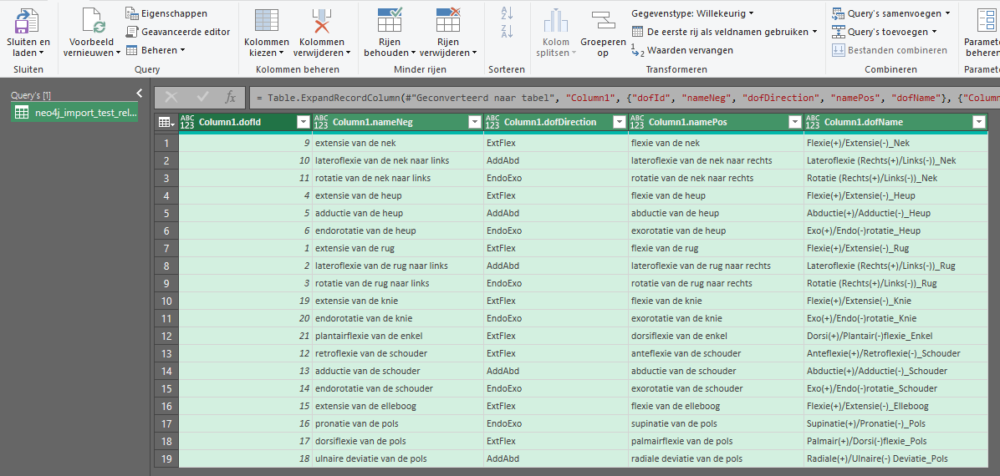 Sluiten en laden
Voorbeeld vernieuwen
Eigenschappen
Geavanceerde editor
Beheren
Kolommen kiezen
Kolommen verwijderen
Rijen behouden
Rijen verwijderen
A
Z
Z
A
Kolom splitsen
Groeperen op
Gegevenstype: Willekeurig
De eerste rij als veldnamen gebruiken
1
2
Waarden vervangen
Query's samenvoegen
Query's toevoegen
Bestanden combineren
Paramete
beheren
Sluiten
Query
Kolommen beheren
Minder rijen
Sorteren
Transformeren
Combineren
Paramet
Query's [1]
neo4j_import_test_rel...
fx
= Table.ExpandRecordColumn(#"Geconverteerd naar tabel", "Column1", {"dofId", "nameNeg", "dofDirection", "namePos", "dofName"}, {"Column
ABC 123 Column1.dofId ABC 123 Column1.nameNeg ABC 123 Column1.dofDirection ABC 123 Column1.namePos ABC 123 Column1.dofName
1 9 extensie van de nek ExtFlex flexie van de nek Flexie(+)/Extensie(-)_Nek
2 10 lateroflexie van de nek naar links AddAbd lateroflexie van de nek naar rechts Lateroflexie (Rechts(+)/Links(-))_Nek
3 11 rotatie van de nek naar links EndoExo rotatie van de nek naar rechts Rotatie (Rechts(+)/Links(-))_Nek
4 4 extensie van de heup ExtFlex flexie van de heup Flexie(+)/Extensie(-)_Heup
5 5 adductie van de heup AddAbd abductie van de heup Abductie(+)/Adductie(-)_Heup
6 6 endorotatie van de heup EndoExo exorotatie van de heup Exo(+)/Endo(-)rotatie_Heup
7 1 extensie van de rug ExtFlex flexie van de rug Flexie(+)/Extensie(-)_Rug
8 2 lateroflexie van de rug naar links AddAbd lateroflexie van de rug naar rechts Lateroflexie (Rechts(+)/Links(-))_Rug
9 3 rotatie van de rug naar links EndoExo rotatie van de rug naar rechts Rotatie (Rechts(+)/Links(-))_Rug
10 19 extensie van de knie ExtFlex flexie van de knie Flexie(+)/Extensie(-)_Knie
11 20 endorotatie van de knie EndoExo exorotatie van de knie Exo(+)/Endo(-)rotatie_Knie
12 21 plantairflexie van de enkel ExtFlex dorsiflexie van de enkel Dorsi(+)/Plantair(-)flexie_Enkel
13 12 retroflexie van de schouder ExtFlex anteflexie van de schouder Anteflexie(+)/Retroflexie(-)_Schouder
14 13 adductie van de schouder AddAbd abductie van de schouder Abductie(+)/Adductie(-)_Schouder
15 14 endorotatie van de schouder EndoExo exorotatie van de schouder Exo(+)/Endo(-)rotatie_Schouder
16 15 extensie van de elleboog ExtFlex flexie van de elleboog Flexie(+)/Extensie(-)_Elleboog
17 16 pronatie van de pols EndoExo supinatie van de pols Supinatie(+)/Pronatie(-)_Pols
18 17 dorsiflexie van de pols ExtFlex palmairflexie van de pols Palmair(+)/Dorsi(-)flexie_Pols
19 18 ulnaire deviatie van de pols AddAbd radiale deviatie van de pols Radiale(+)/Ulnaire(-) Deviatie_Pols